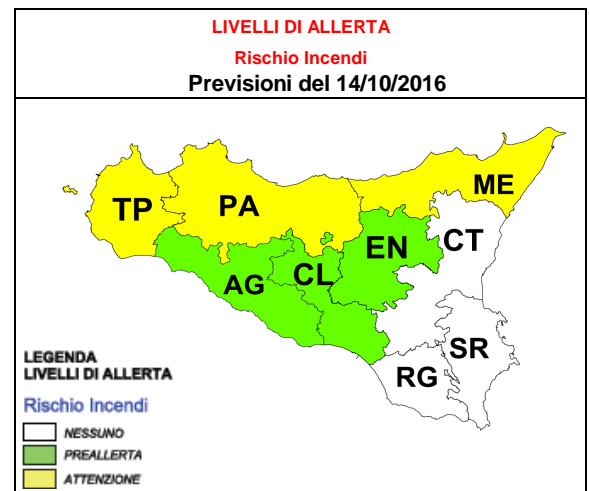 LIVELLI DI ALLERTA
Rischio Incendi
Previsioni del 14/10/2016
ME
TP
PA
CT
EN
CL
AG
SR
RG
LEGENDA
LIVELLI DI ALLERTA
Rischio Incendi
NESSUNO
PREALLERTA
ATTENZIONE